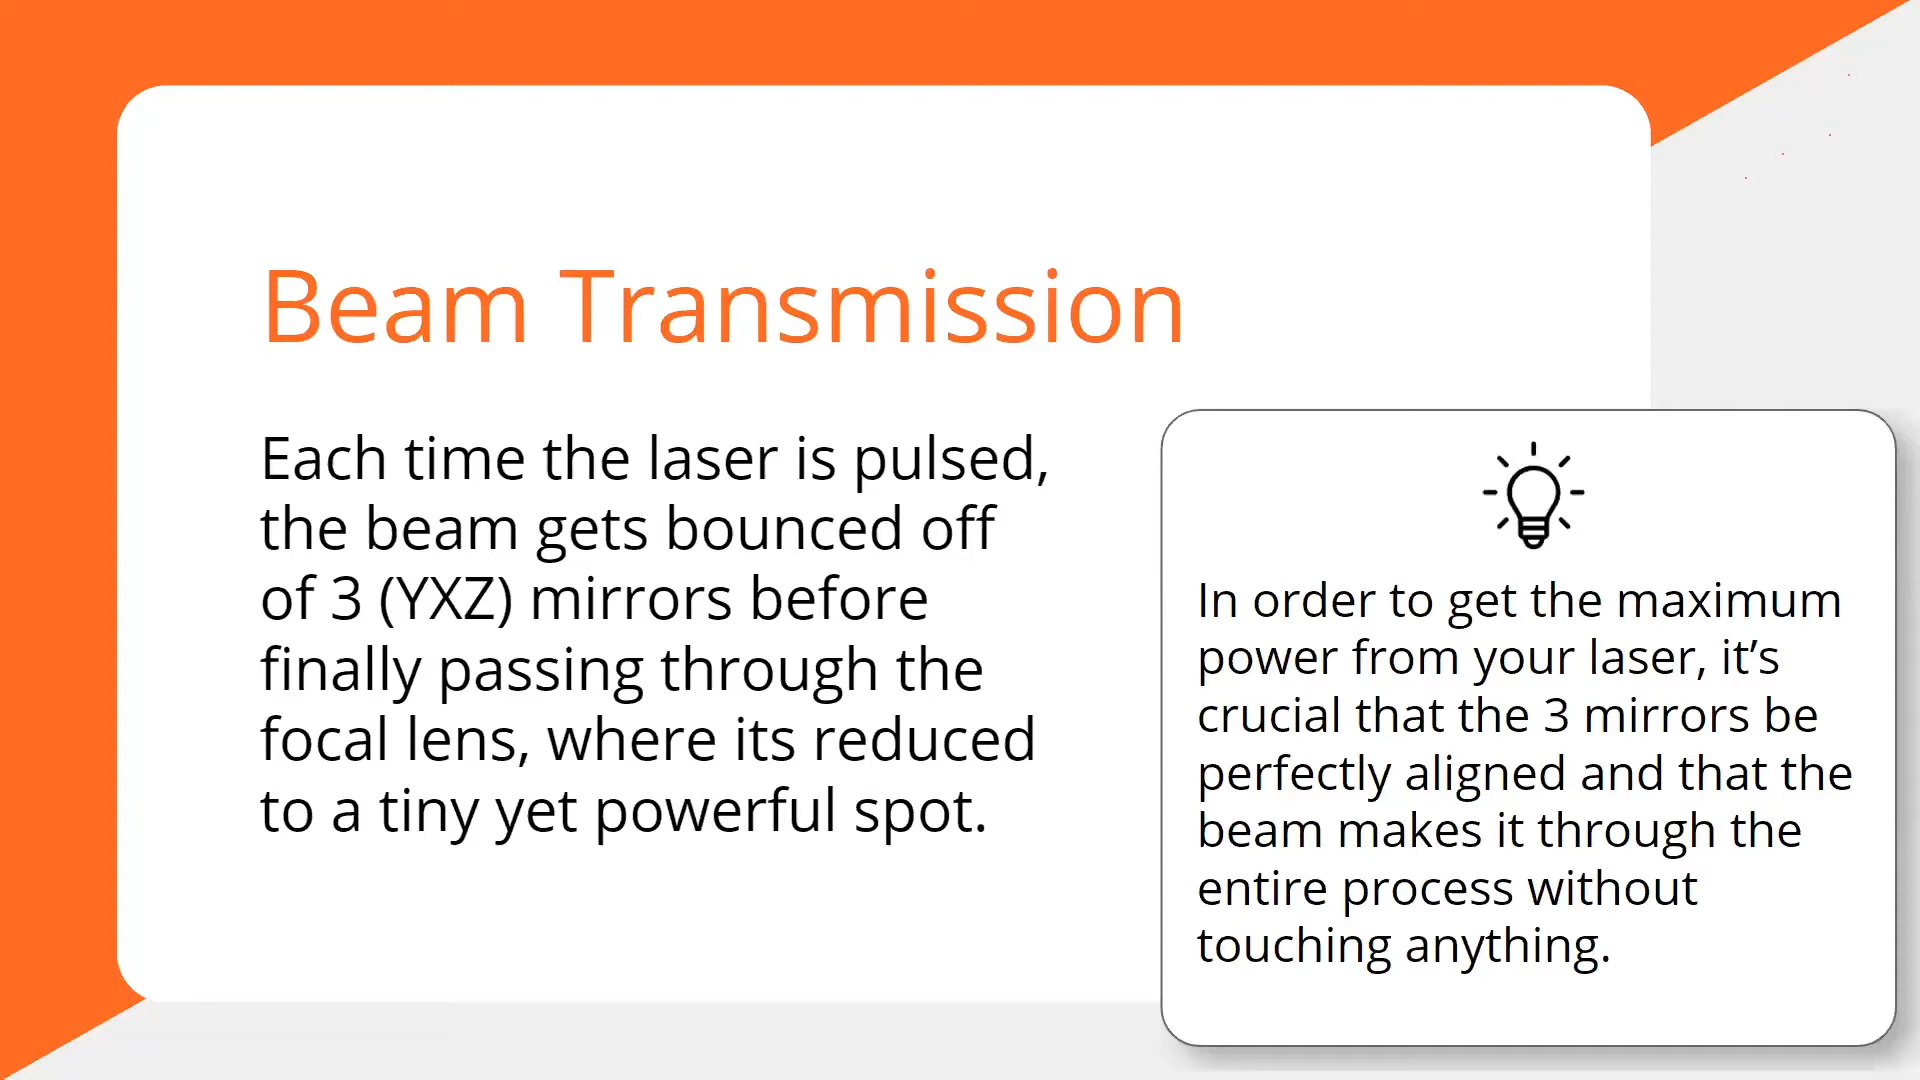 Beam Transmission
Each time the laser is pulsed,
the beam gets bounced off
of 3 (YXZ) mirrors before
finally passing through the
focal lens, where its reduced
to a tiny yet powerful spot.
In order to get the maximum
power from your laser, it’s
crucial that the 3 mirrors be
perfectly aligned and that the
beam makes it through the
entire process without
touching anything.